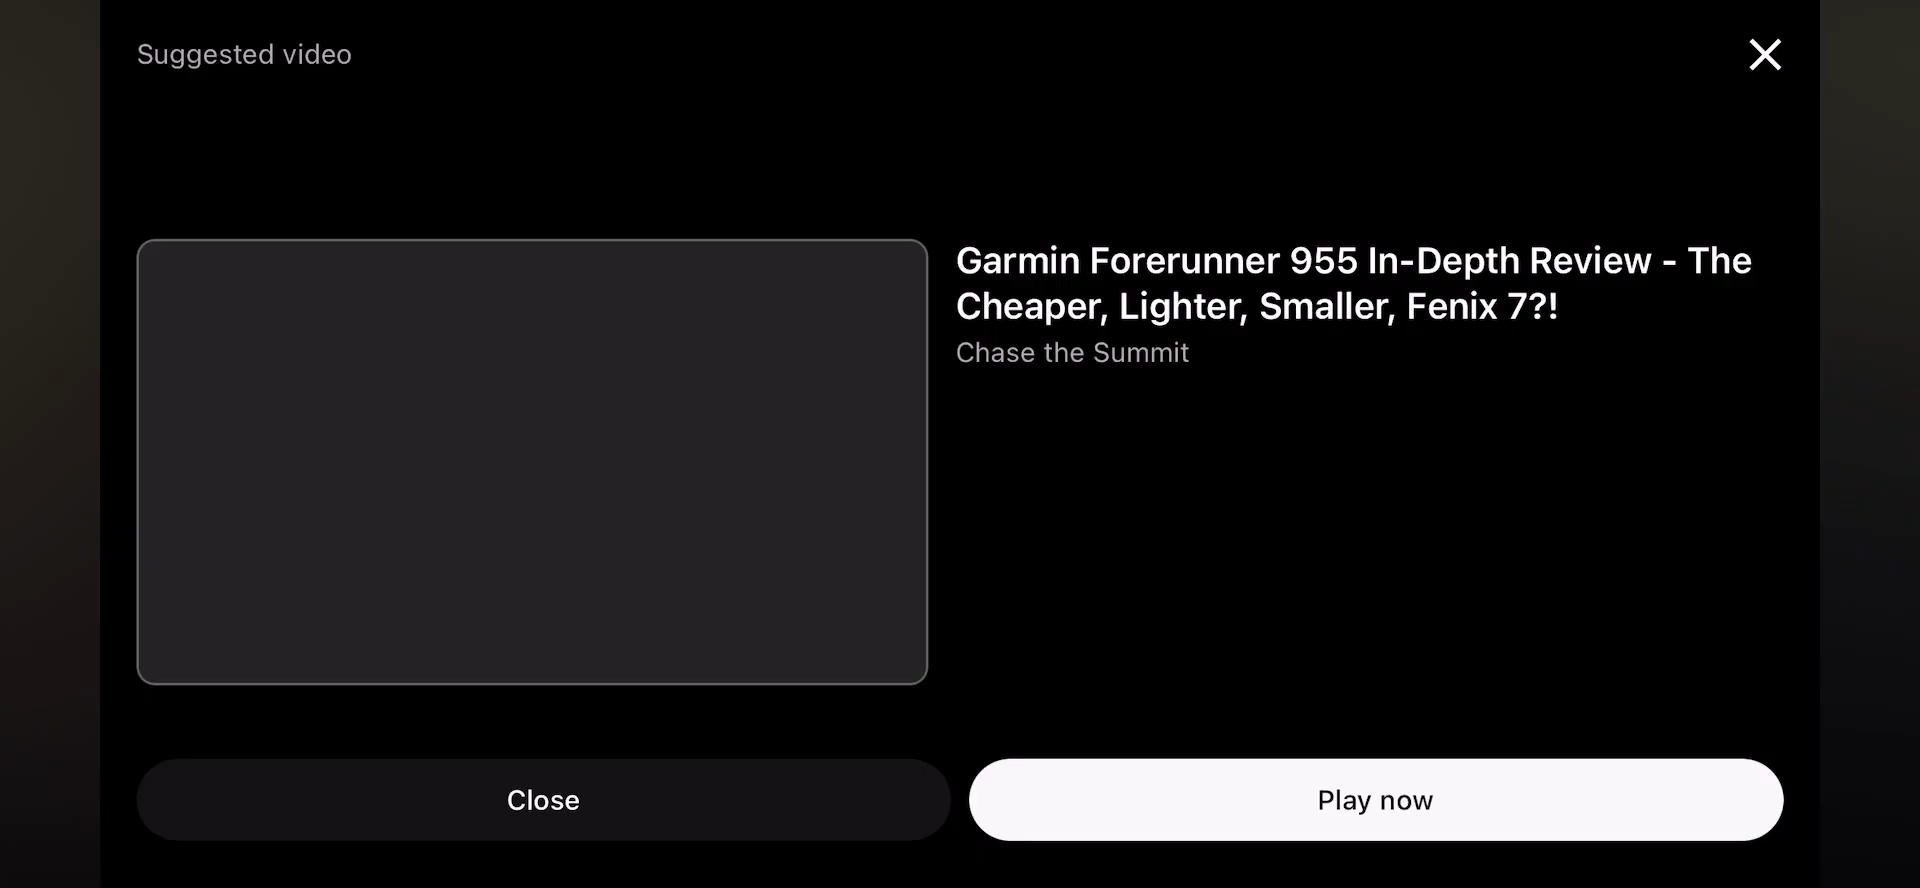 Suggested video
Garmin Forerunner 955 In-Depth Review - The
Cheaper, Lighter, Smaller, Fenix 7?!
Chase the Summit
Close
Play now